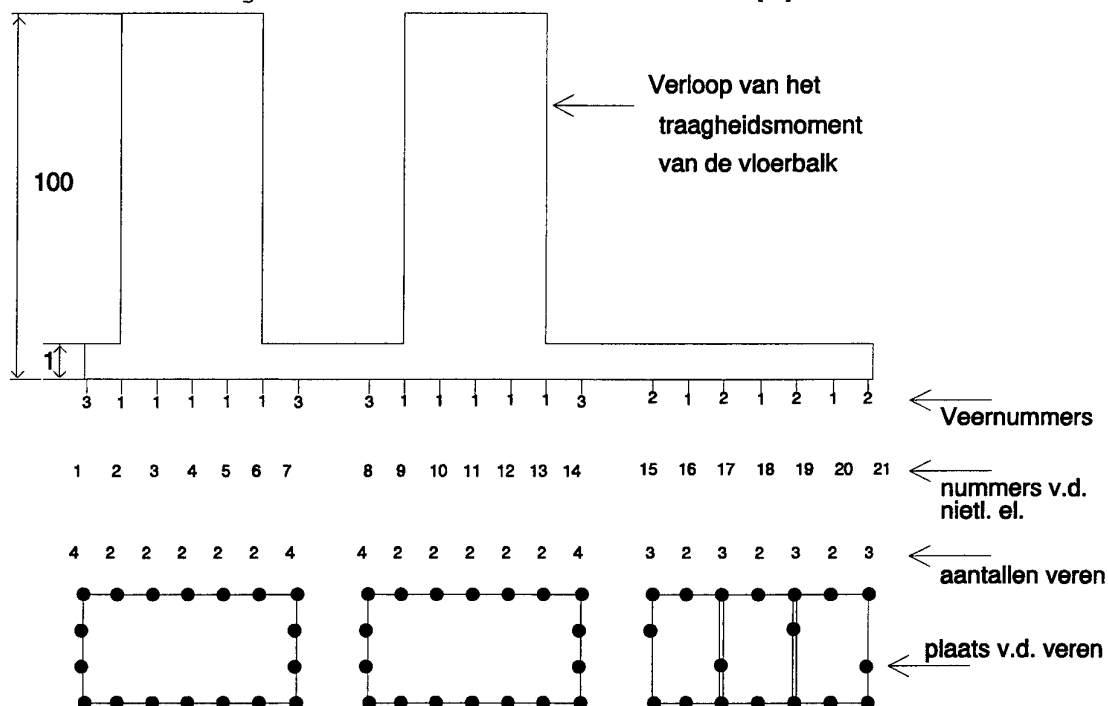 Verloop van het
traagheidsmoment
van de vloerbalk
100
1
3 1 1 1 1 1 3 3 1 1 1 1 1 3 2 1 2 1 2 1 2
Veernummers
1 2 3 4 5 6 7 8 9 10 11 12 13 14 15 16 17 18 19 20 21
nummers v.d.
nietl. el.
4 2 2 2 2 2 4 4 2 2 2 2 2 4 3 2 3 2 3 2 3
aantallen veren
plaats v.d. veren